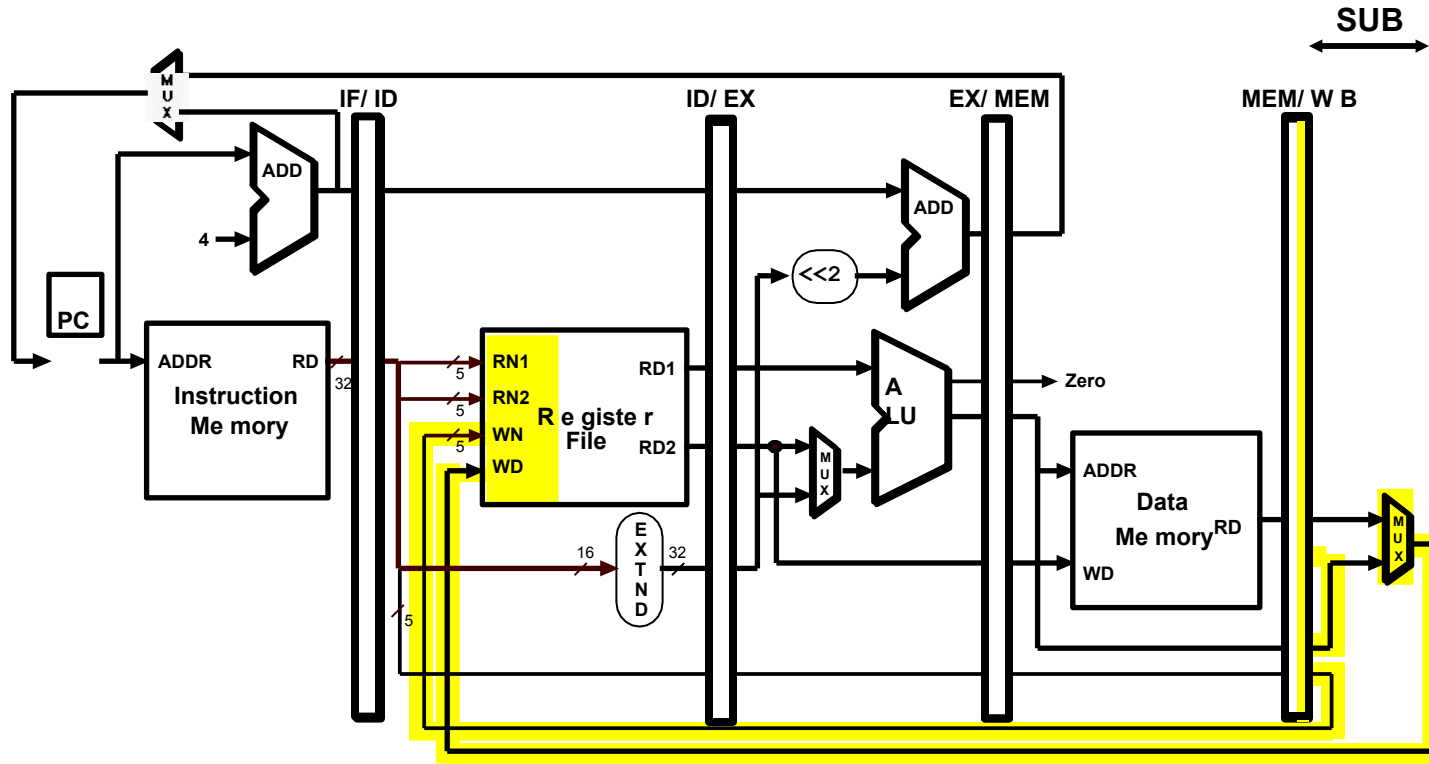 SUB
M
U
X
IF/ ID
ID/ EX
EX/ MEM
MEM/ W B
ADD
4
ADD
<<2
PC
ADDR
RD
32
Instruction
Me mory
5
RN1
5
RN2
5
WN
WD
R e giste r
File
RD1
RD2
M
U
X
A
LU
Zero
ADDR
Data
Me mory
RD
WD
M
U
X
16
E
X
T
N
D
32
5